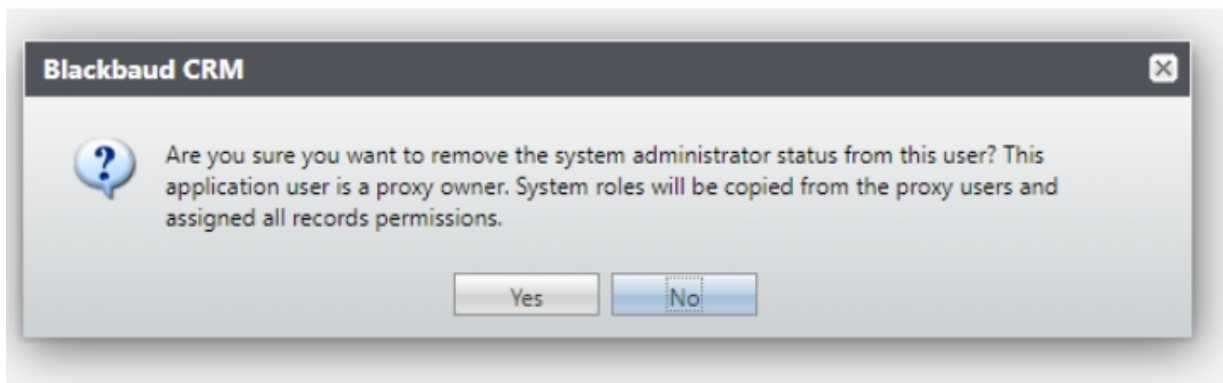 Blackbaud CRM
Are you sure you want to remove the system administrator status from this user? This
application user is a proxy owner. System roles will be copied from the proxy users and
assigned all records permissions.
Yes No